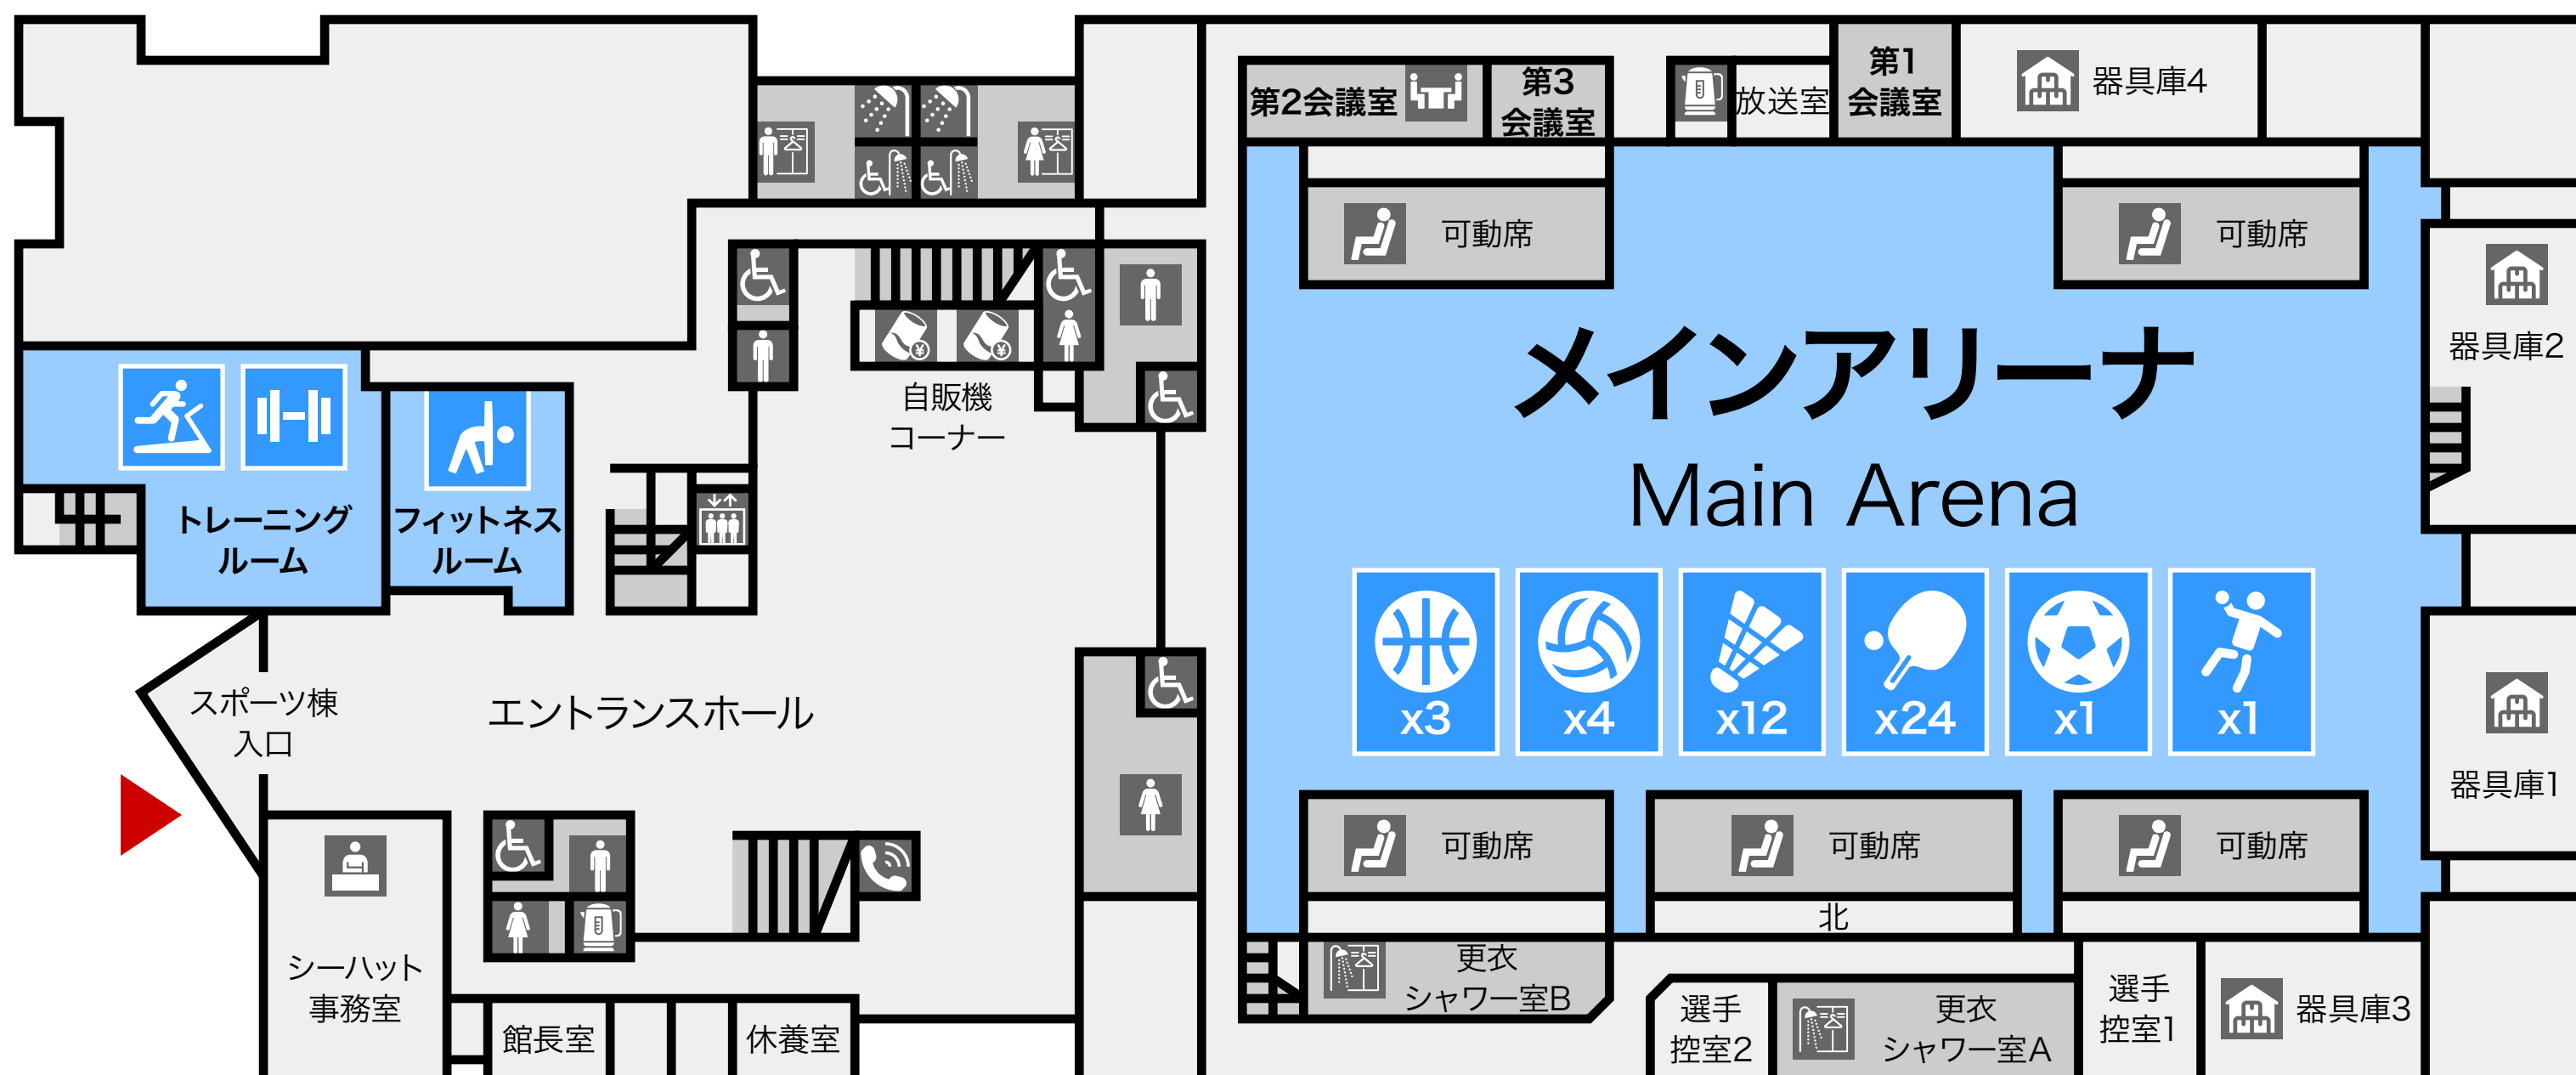 第2会議室
第3
会議室
放送室
第1
会議室
器具庫4
可動席
可動席
器具庫2
自販機
コーナー
メインアリーナ
Main Arena
トレーニング
ルーム
フィットネス
ルーム
x3
x4
x12
x24
x1
x1
スポーツ棟
入口
エントランスホール
器具庫1
可動席
可動席
可動席
北
シーハット
事務室
更衣
シャワー室B
館長室
休養室
選手
控室2
更衣
シャワー室A
選手
控室1
器具庫3
¥
¥